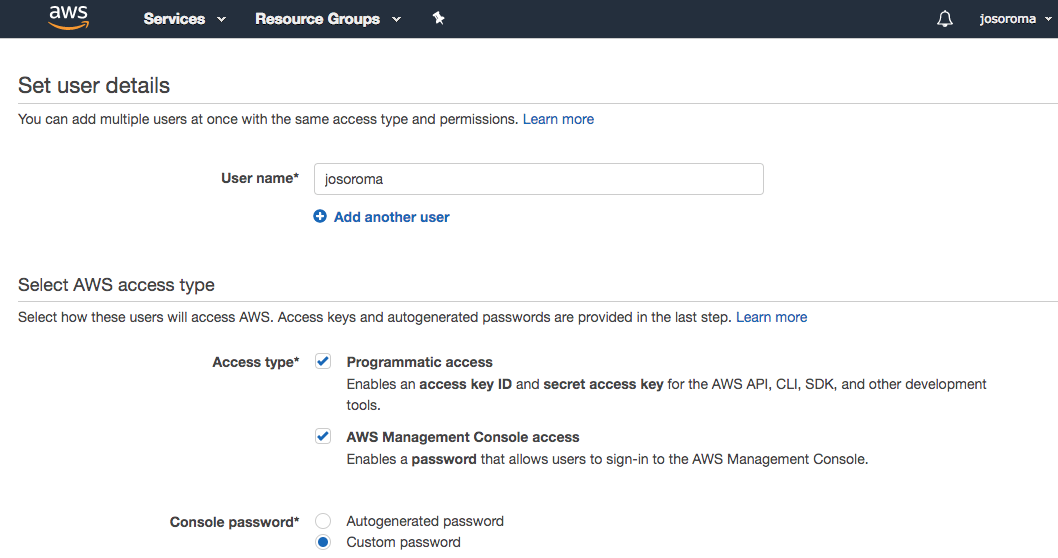 aws Services Resource Groups josoroma
Set user details
You can add multiple users at once with the same access type and permissions. Learn more
User name* josoroma
Add another user
Select AWS access type
Select how these users will access AWS. Access keys and autogenerated passwords are provided in the last step. Learn more
Access type* Programmatic access
Enables an access key ID and secret access key for the AWS API, CLI, SDK, and other development
tools.
AWS Management Console access
Enables a password that allows users to sign-in to the AWS Management Console.
Console password* Autogenerated password
Custom password